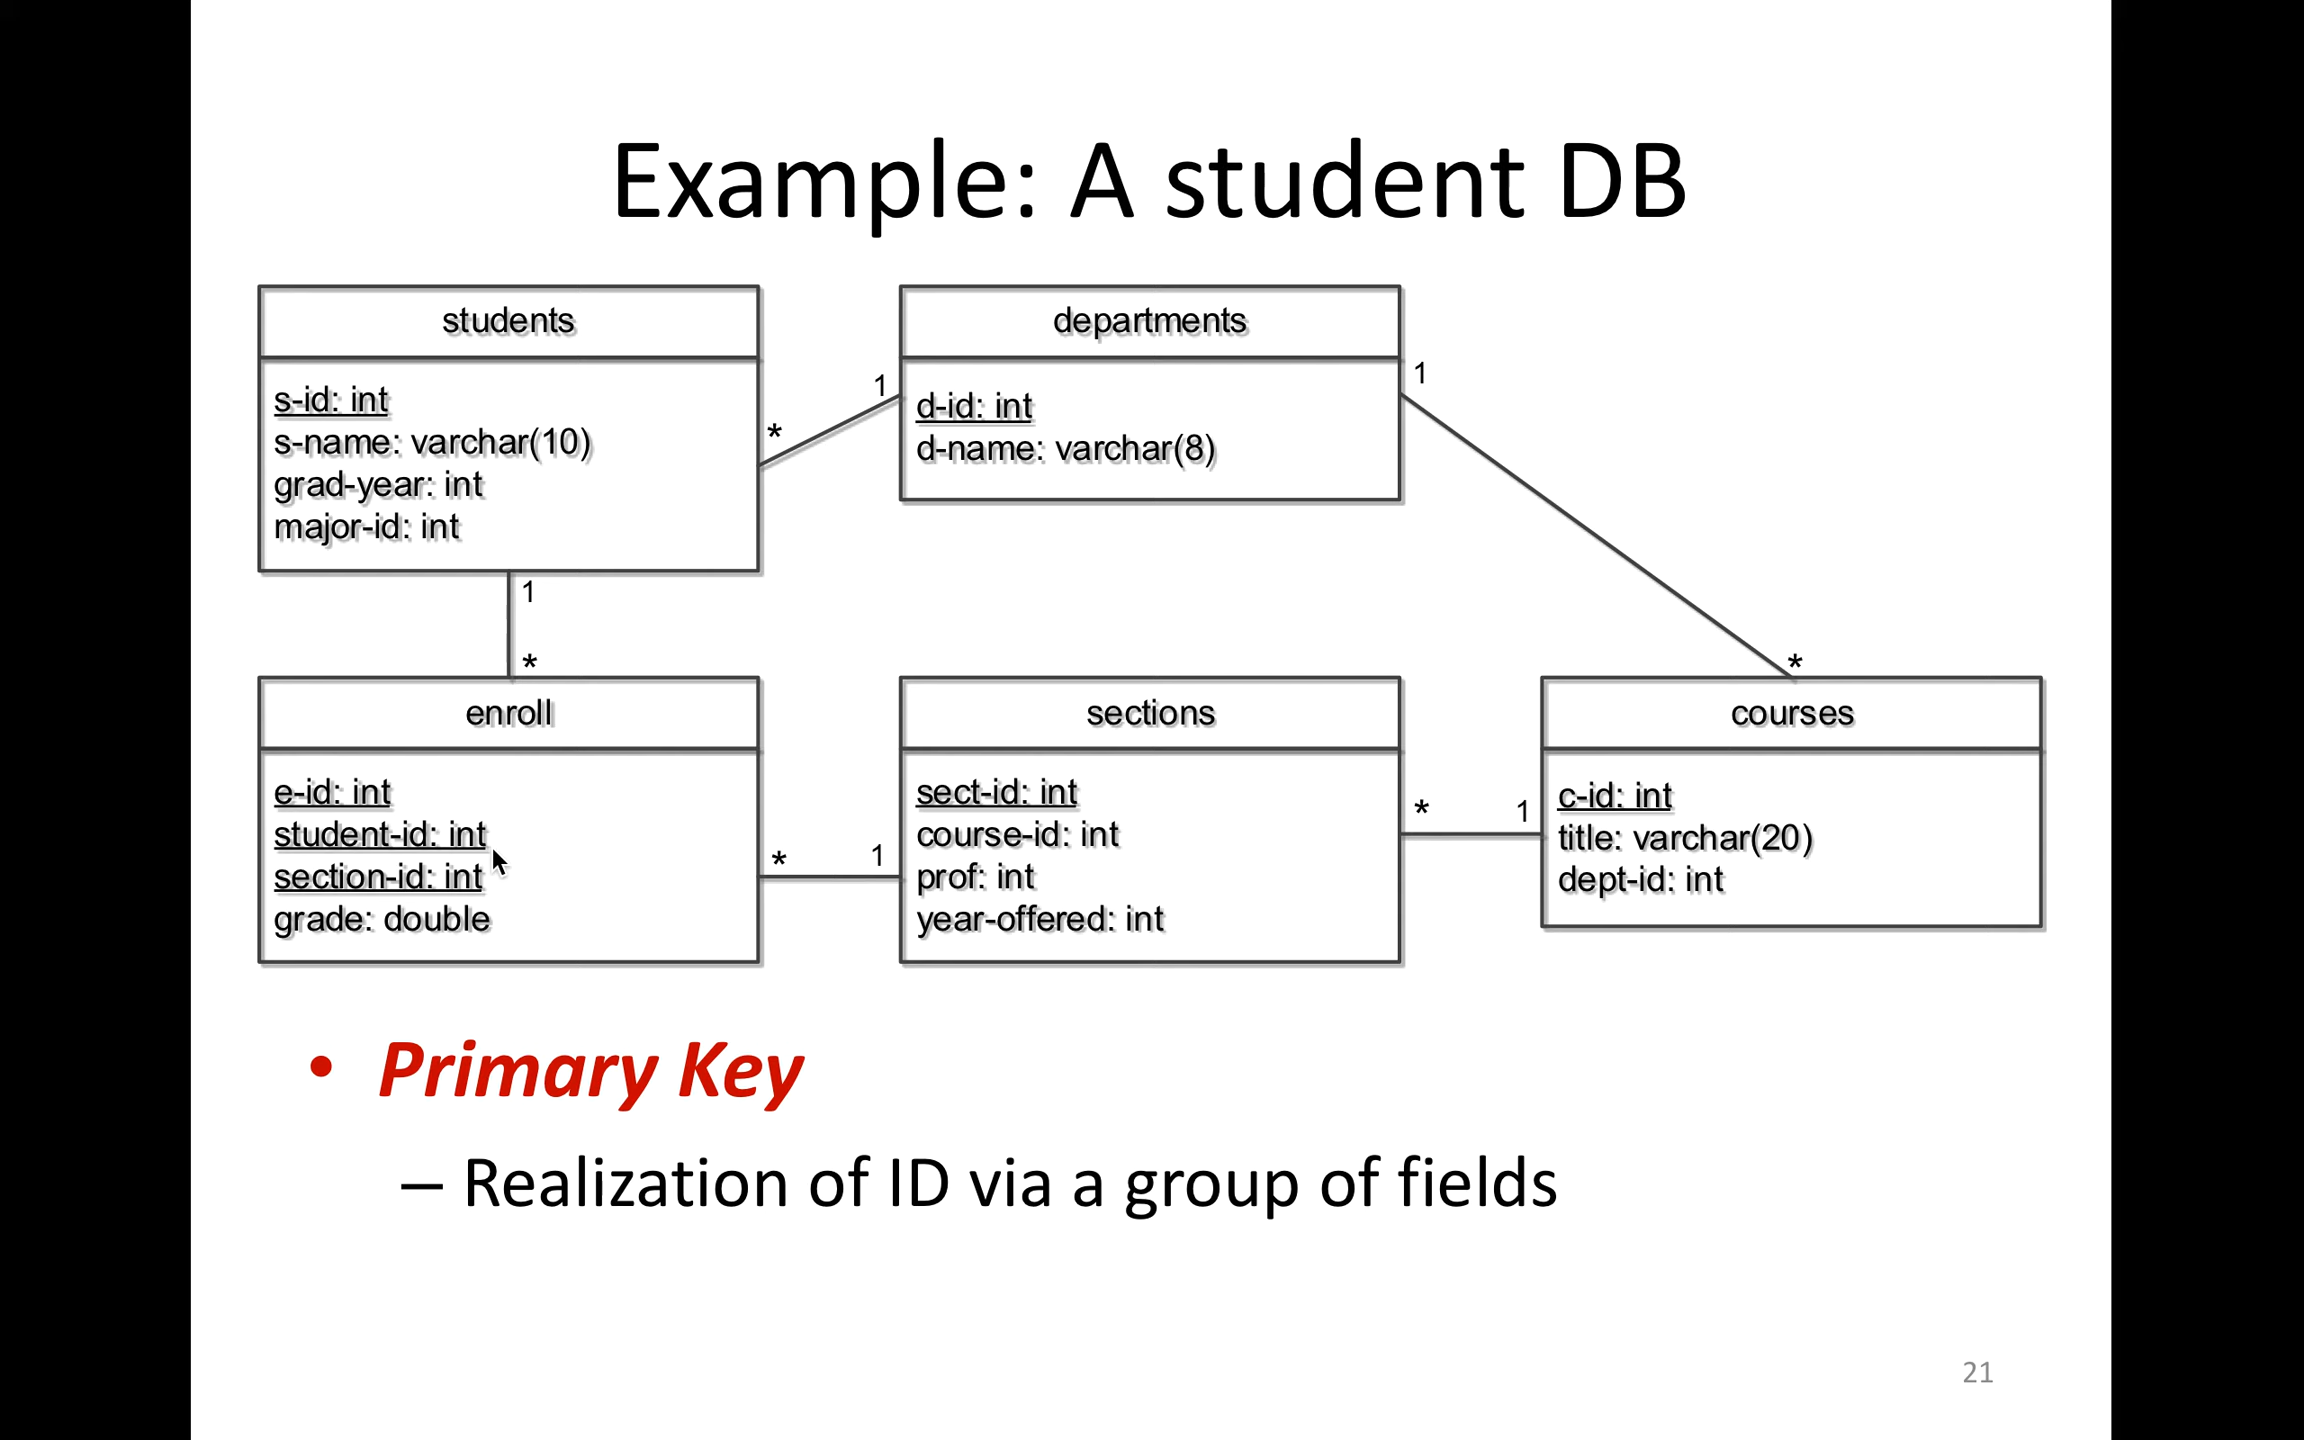 Example: A student DB
students
s-id: int
s-name: varchar(10)
grad-year: int
major-id: int
departments
d-id: int
d-name: varchar(8)
1
*
1
1
*
*
enroll
e-id: int
student-id: int
section-id: int
grade: double
*
1
sections
sect-id: int
course-id: int
prof: int
year-offered: int
*
1
courses
c-id: int
title: varchar(20)
dept-id: int
• Primary Key
– Realization of ID via a group of fields
21